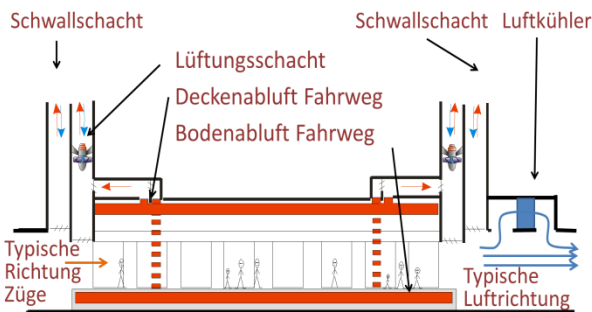 Schwallschacht
Schwallschacht
Luftkühler
Lüftungsschacht
Deckenabluft Fahrweg
Bodenabluft Fahrweg
Typische
Richtung
Züge
Typische
Luftrichtung